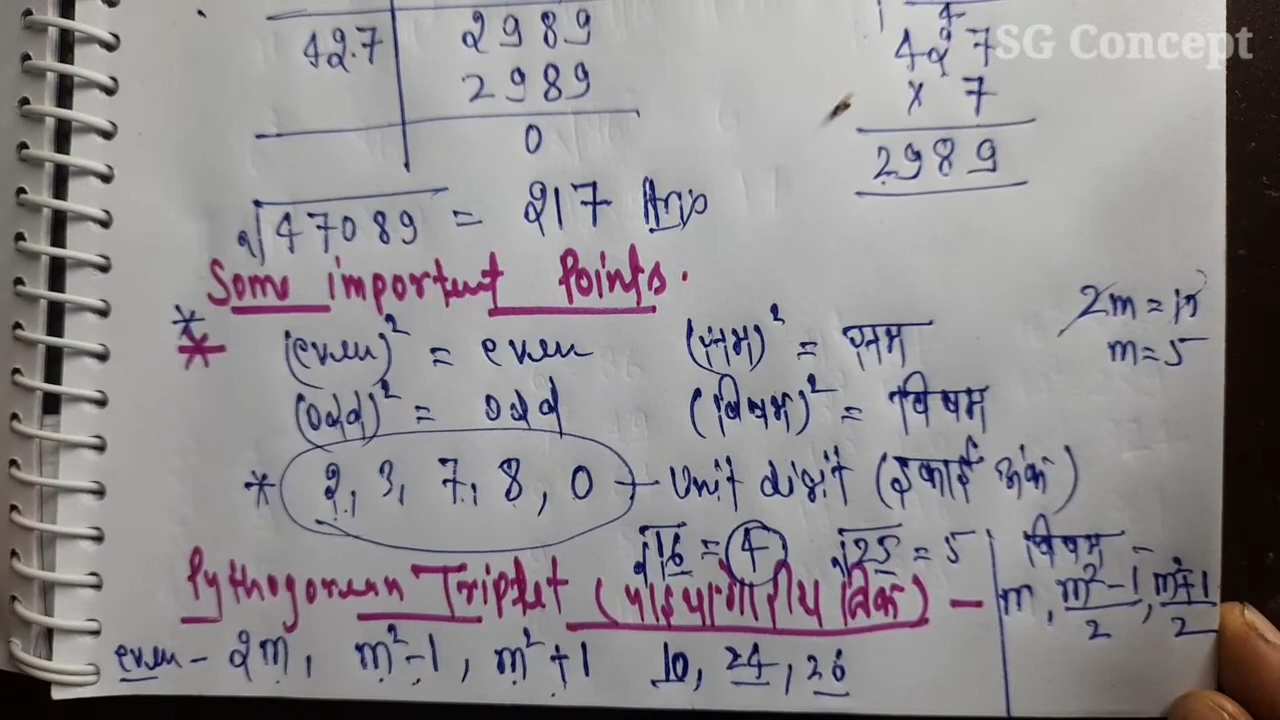 42.7 | 2989
2989
0
427
× 7
2989
SG Concept
√47089 = 217 Ans
Some important Points.
2m = 10
m = 5
* (even)² = even (सम)² = सम
(odd)² = odd (विषम)² = विषम
* 2, 3, 7, 8, 0 — Unit digit (इकाई अंक)
√16 = 4 √25 = 5
Pythogorean Triplet (पाइथागोरीय त्रिक) —
विषम -
m, m²-1/2, m²+1/2
even - 2m, m²-1, m²+1 10, 24, 26